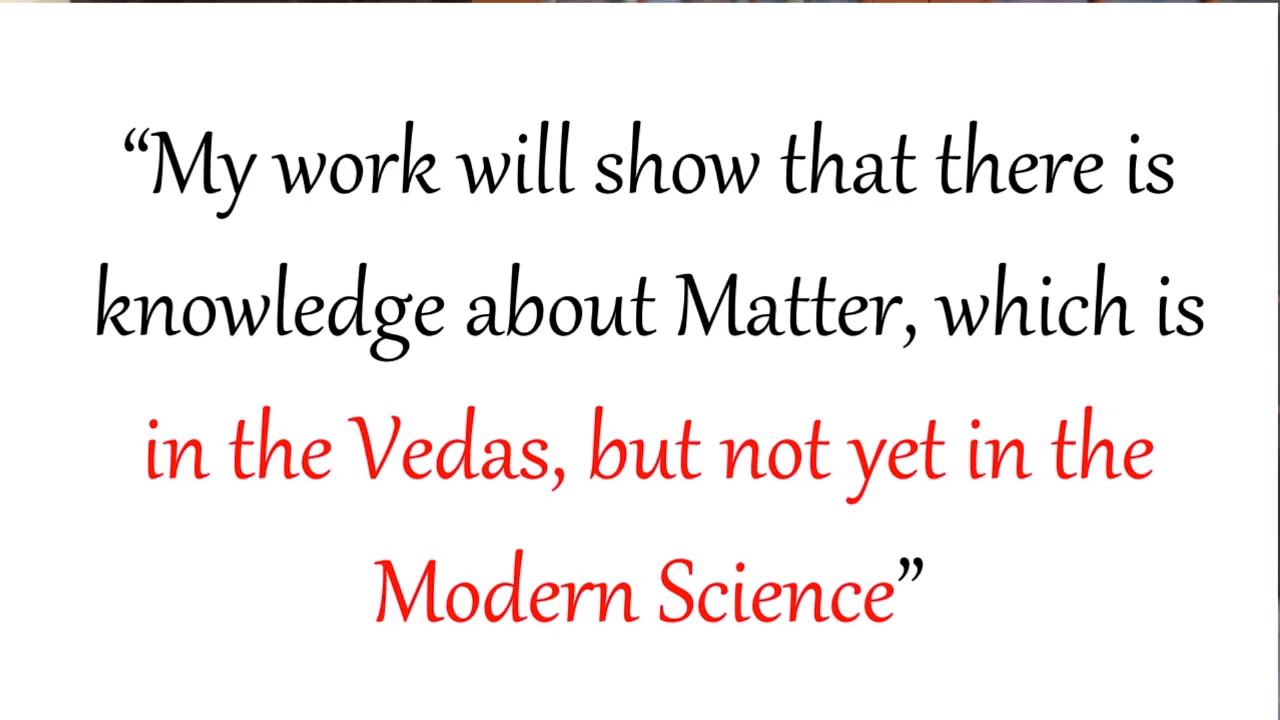 “My work will show that there is
knowledge about Matter, which is
in the Vedas, but not yet in the
Modern Science”